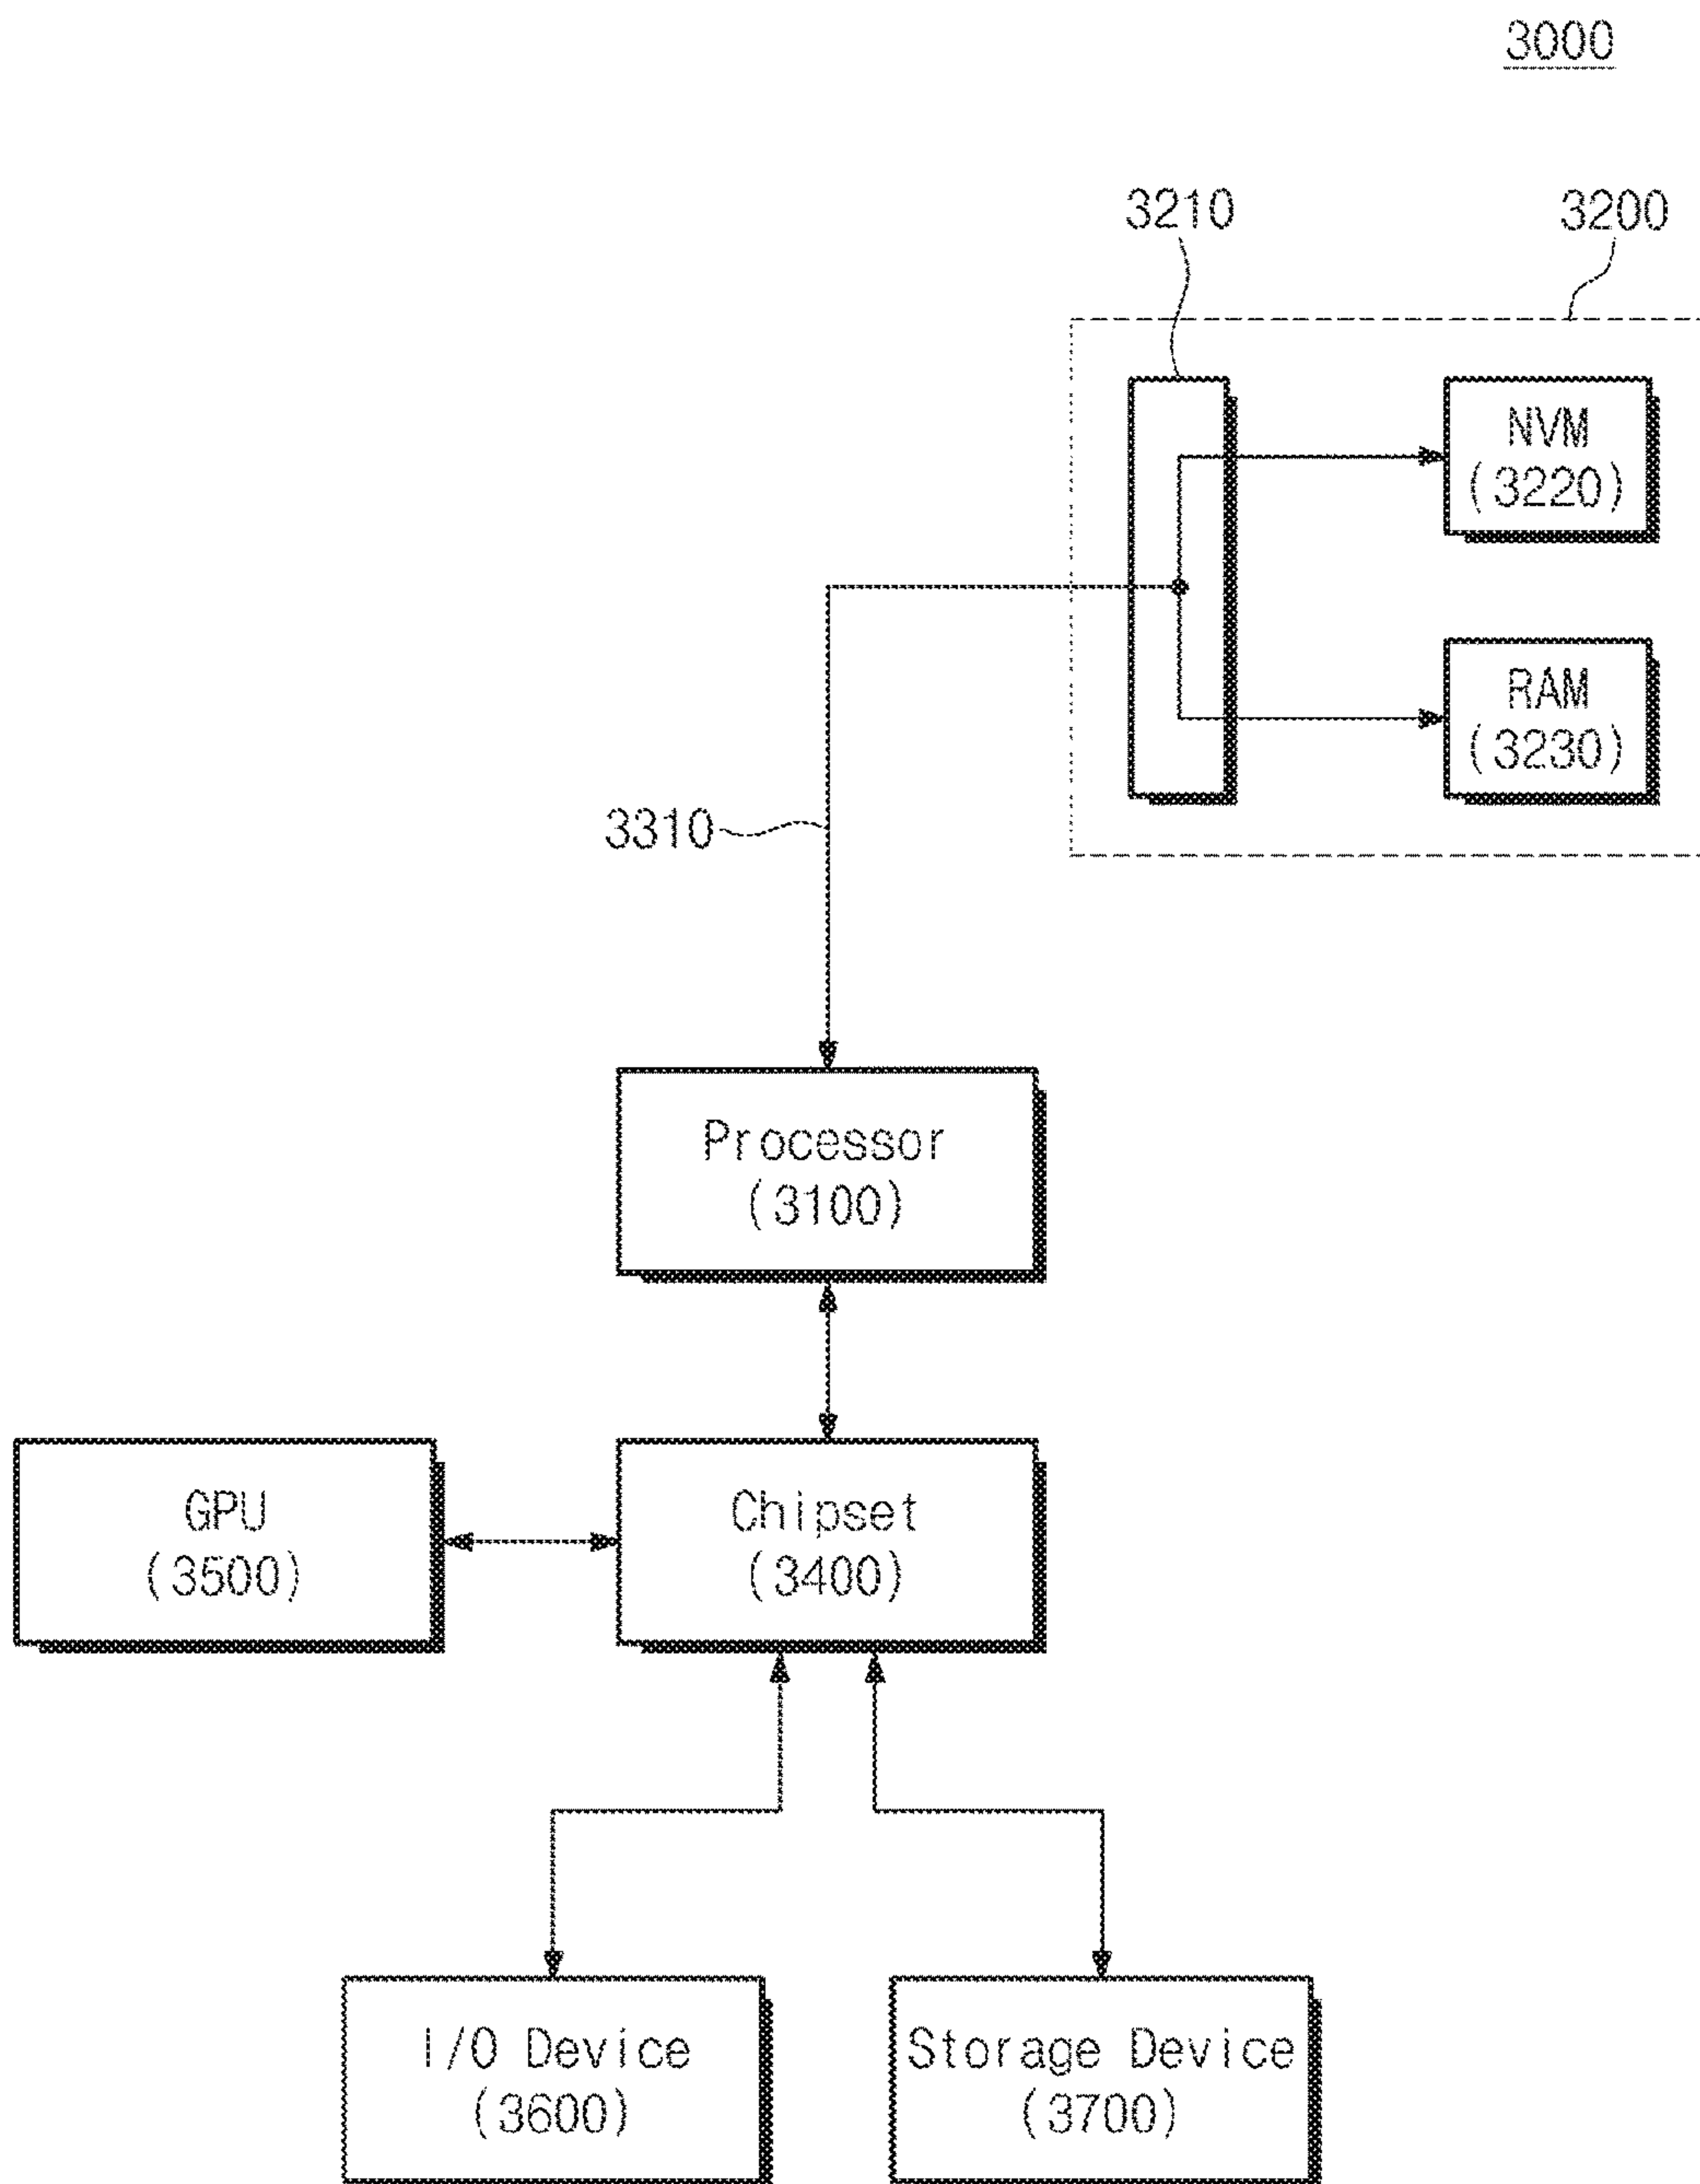 3000
3210
3200
NVM
(3220)
RAM
(3230)
3310
Processor
(3100)
GPU
(3500)
Chipset
(3400)
I/O Device
(3600)
Storage Device
(3700)